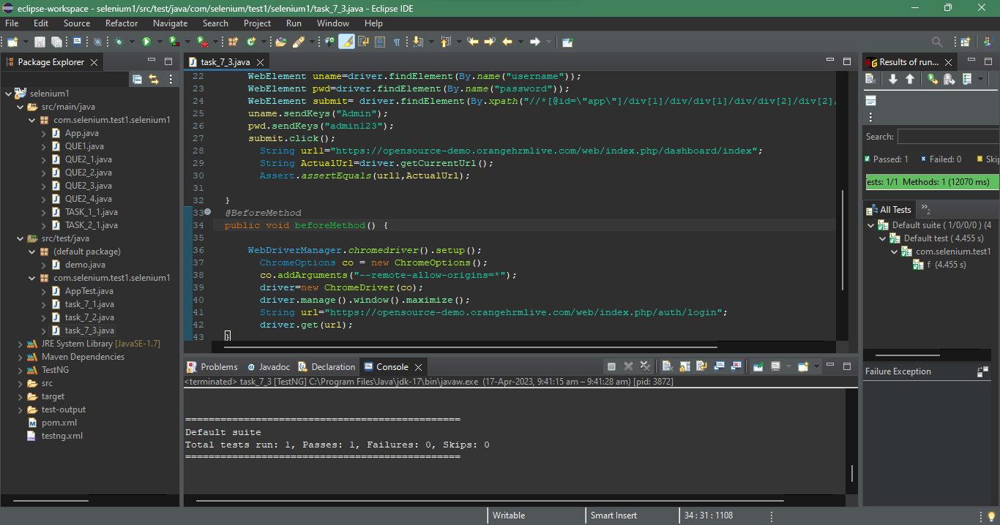 eclipse-workspace - selenium1/src/test/java/com/selenium/test1/selenium1/task_7_3.java - Eclipse IDE
File Edit Source Refactor Navigate Search Project Run Window Help
Package Explorer
selenium1
src/main/java
com.selenium.test1.selenium1
App.java
QUE1.java
QUE2_1.java
QUE2_2.java
QUE2_3.java
QUE2_4.java
TASK_1_1.java
TASK_2_1.java
src/test/java
(default package)
demo.java
com.selenium.test1.selenium1
AppTest.java
task_7_1.java
task_7_2.java
task_7_3.java
JRE System Library [JavaSE-1.7]
Maven Dependencies
TestNG
src
target
test-output
pom.xml
testng.xml
task_7_3.java
22 WebElement uname=driver.findElement(By.name("username"));
23 WebElement pwd=driver.findElement(By.name("password"));
24 WebElement submit= driver.findElement(By.xpath("//*[@id=\"app\"]/div[1]/div/div[1]/div/div[2]/div[2]/
25 uname.sendKeys("Admin");
26 pwd.sendKeys("admin123");
27 submit.click();
28 String url1="https://opensource-demo.orangehrmlive.com/web/index.php/dashboard/index";
29 String ActualUrl=driver.getCurrentUrl();
30 Assert.assertEquals(url1,ActualUrl);
31
32 }
33 @BeforeMethod
34 public void beforeMethod() {
35
36 WebDriverManager.chromedriver().setup();
37 ChromeOptions co = new ChromeOptions();
38 co.addArguments("--remote-allow-origins=*");
39 driver=new ChromeDriver(co);
40 driver.manage().window().maximize();
41 String url="https://opensource-demo.orangehrmlive.com/web/index.php/auth/login";
42 driver.get(url);
43 }
Problems @ Javadoc Declaration Console
<terminated> task_7_3 [TestNG] C:\Program Files\Java\jdk-17\bin\javaw.exe (17-Apr-2023, 9:41:15 am – 9:41:28 am) [pid: 3872]
===============================================
Default suite
Total tests run: 1, Passes: 1, Failures: 0, Skips: 0
===============================================
Results of run...
Search:
Passed: 1 Failed: 0 Skip
ests: 1/1 Methods: 1 (12070 ms)
All Tests »2
Default suite ( 1/0/0/0 ) (4
Default test ( 4.455 s)
com.selenium.test1
f (4.455 s)
Failure Exception
Writable Smart Insert 34 : 31 : 1108